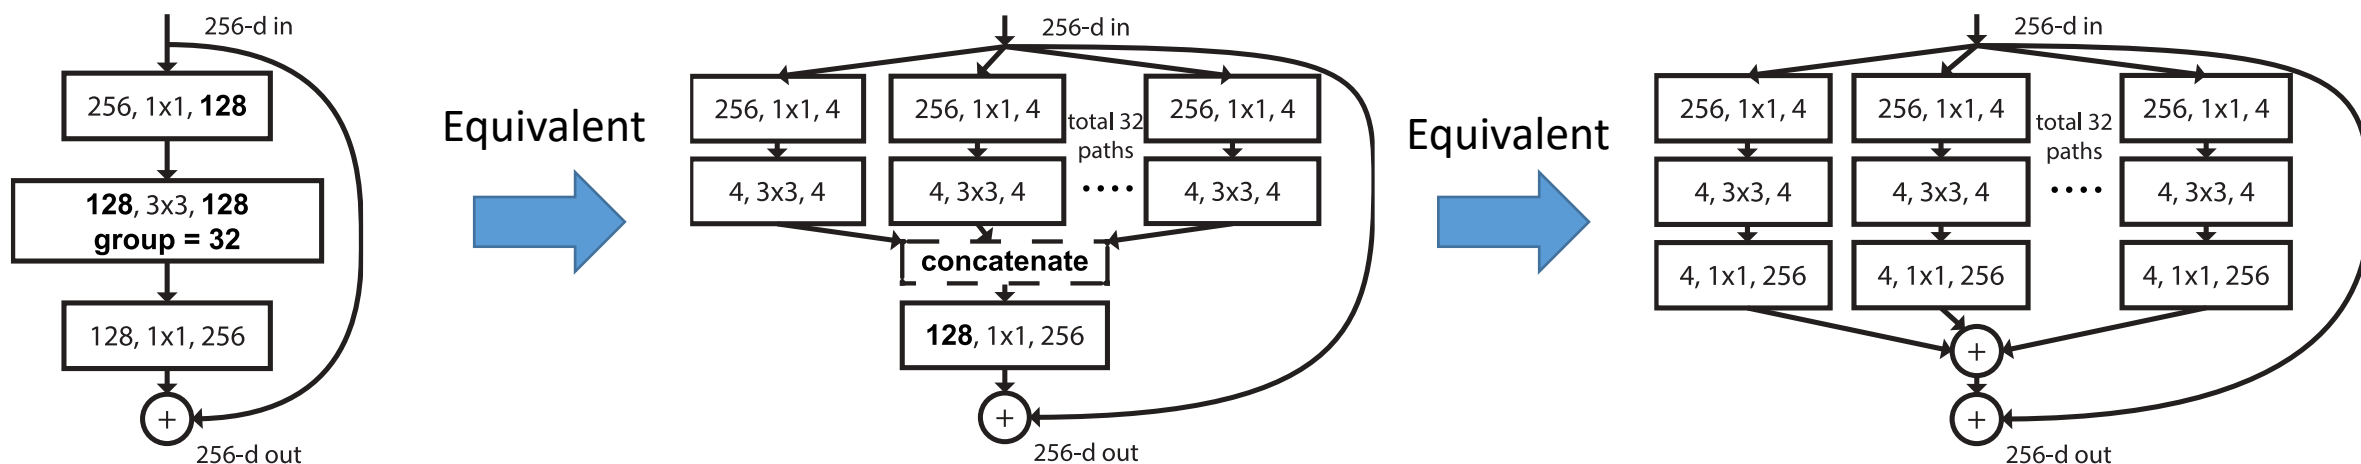 256-d in
256, 1x1, 128
128, 3x3, 128
group = 32
128, 1x1, 256
+
256-d out
Equivalent
256-d in
256, 1x1, 4
256, 1x1, 4
total 32
paths
256, 1x1, 4
4, 3x3, 4
4, 3x3, 4
....
4, 3x3, 4
concatenate
128, 1x1, 256
+
256-d out
Equivalent
256-d in
256, 1x1, 4
256, 1x1, 4
total 32
paths
256, 1x1, 4
4, 3x3, 4
4, 3x3, 4
....
4, 3x3, 4
4, 1x1, 256
4, 1x1, 256
4, 1x1, 256
+
+
256-d out